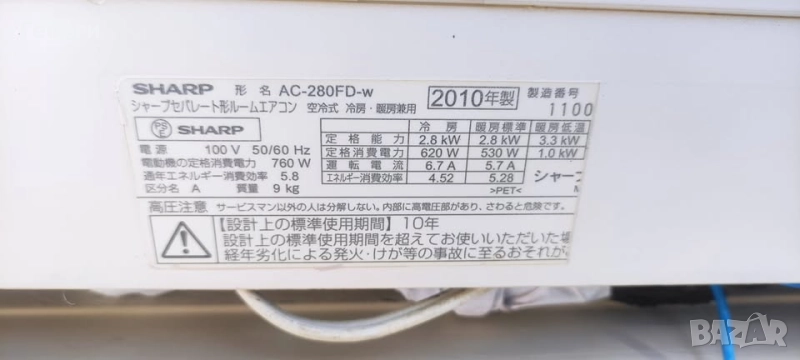 SHARP 形名 AC-280FD-w 2010年製 製造番号
シャープセパレート形ルームエアコン 空冷式 冷房・暖房兼用 1100
PS E SHARP
冷房 暖房標準 暖房低温
定格能力 2.8 kW 2.8 kW 3.3 kW
電源 100 V 50/60 Hz 定格消費電力 620 W 530 W 1.0 kW
電動機の定格消費電力 760 W 運転電流 6.7 A 5.7 A
通年エネルギー消費効率 5.8 エネルギー消費効率 4.52 5.28 シャープ
区分名 A 質量 9 kg >PET<
高圧注意 サービスマン以外の人は分解しない。内部に高電圧部があり、さわると危険です。
【設計上の標準使用期間】10年
設計上の標準使用期間を超えてお使いいただいた場
経年劣化による発火・けが等の事故に至るおそれが
BAZAR